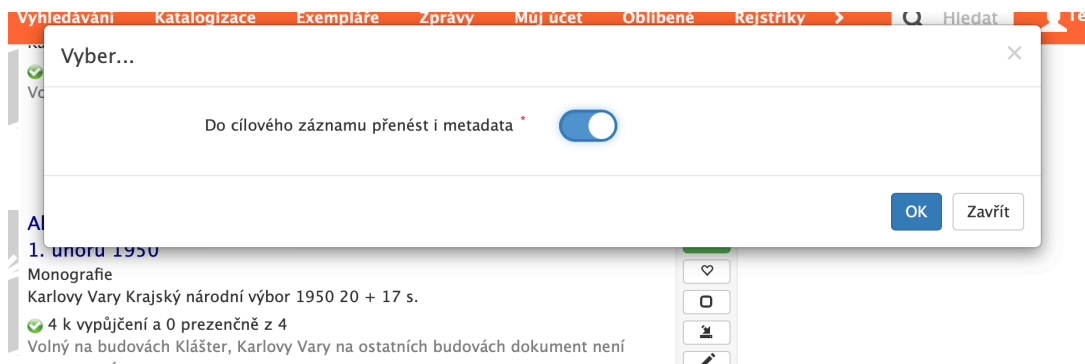 Vyhledávání Katalogizace Exempláře Zprávy Můj účet Oblíbené Rejstříky > Hledat
Vyber... ×
Do cílového záznamu přenést i metadata *
OK Zavřít
1. únoru 1950
Monografie
Karlovy Vary Krajský národní výbor 1950 20 + 17 s.
4 k vypůjčení a 0 prezenčně z 4
Volný na budovách Klášter, Karlovy Vary na ostatních budovách dokument není